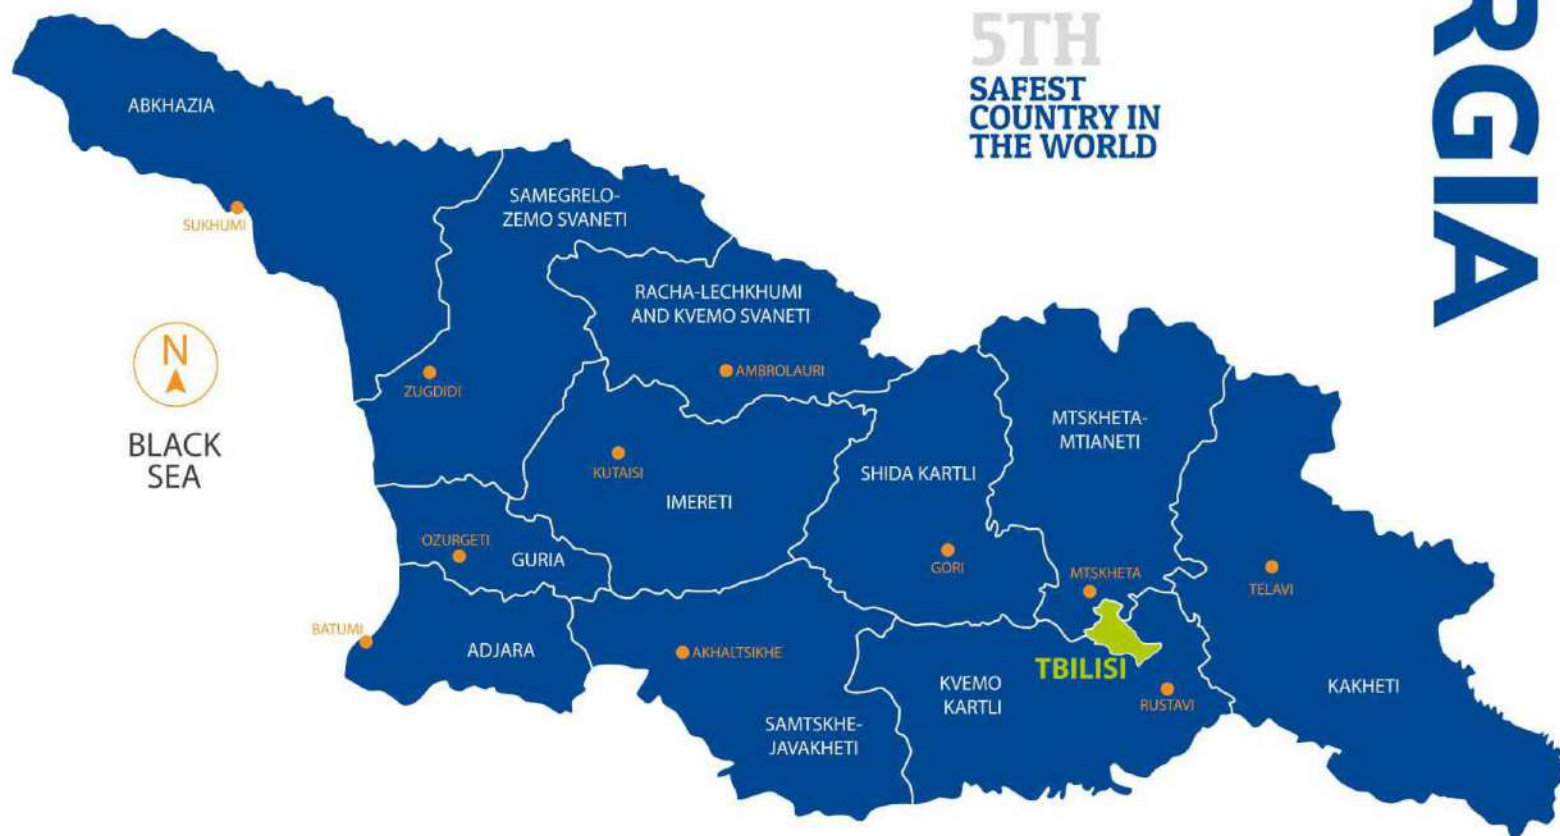 5TH
SAFEST
COUNTRY IN
THE WORLD
RGIA
ABKHAZIA
SUKHUMI
SAMEGRELO-
ZEMO SVANETI
RACHA-LECHKHUMI
AND KVEMO SVANETI
AMBROLAURI
N
BLACK
SEA
ZUGDIDI
KUTAISI
IMERETI
SHIDA KARTLI
MTSKHETA-
MTIANETI
OZURGETI
GURIA
GORI
MTSKHETA
TELAVI
BATUMI
ADJARA
AKHALTSIKHE
TBILISI
KVEMO
KARTLI
RUSTAVI
KAKHETI
SAMTSKHE-
JAVAKHETI